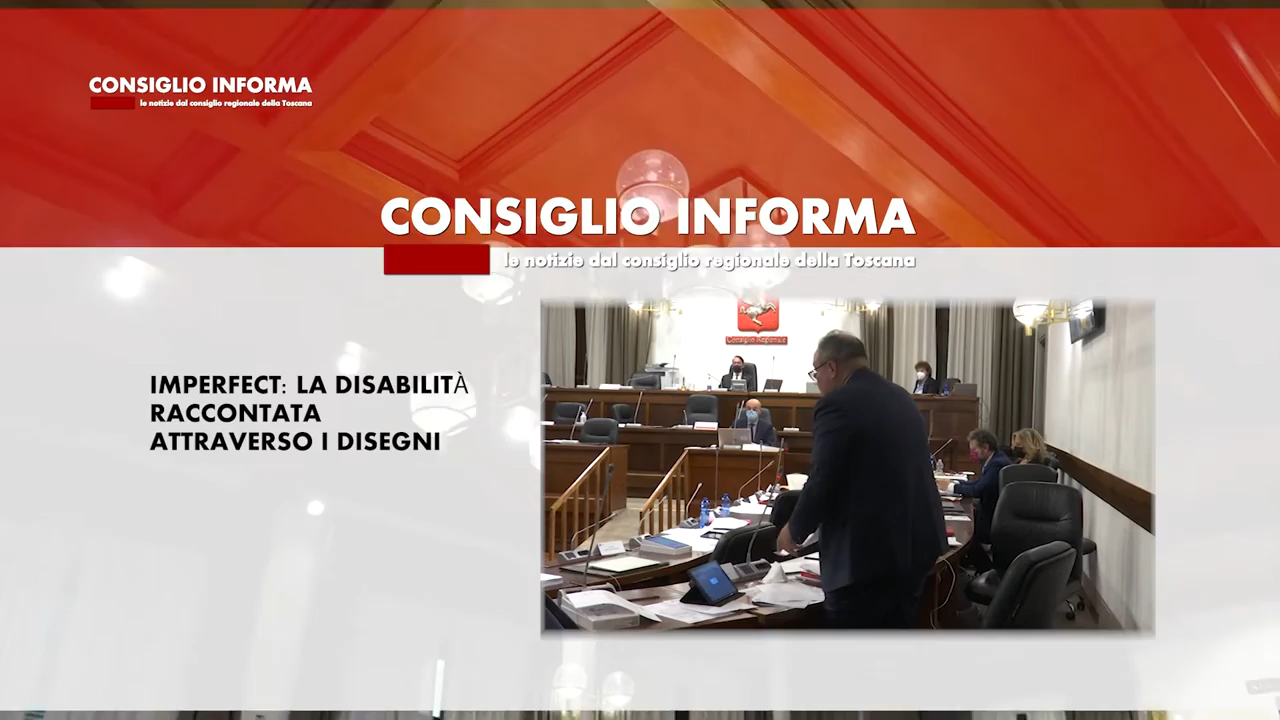 CONSIGLIO INFORMA
le notizie dal consiglio regionale della Toscana
CONSIGLIO INFORMA
le notizie dal consiglio regionale della Toscana
Consiglio Regionale
IMPERFECT: LA DISABILITÀ
RACCONTATA
ATTRAVERSO I DISEGNI